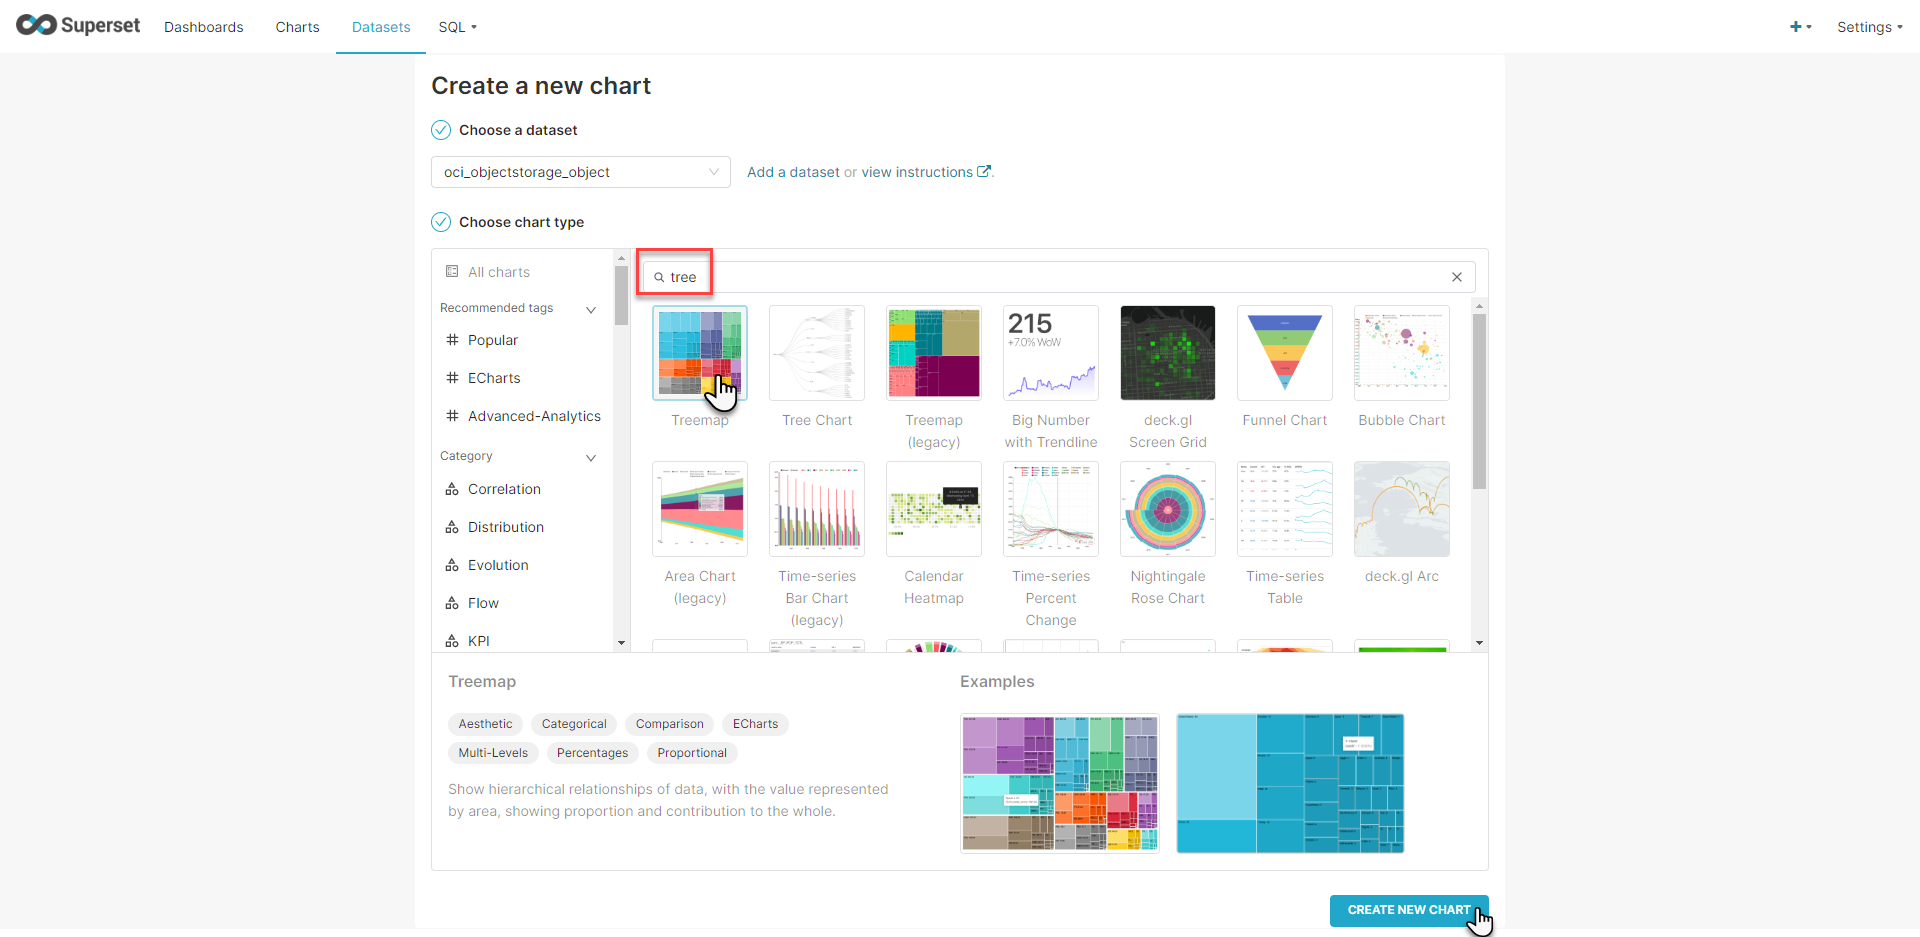 Superset
Dashboards
Charts
Datasets
SQL
Settings
Create a new chart
Choose a dataset
oci_objectstorage_object
Add a dataset or view instructions .
Choose chart type
All charts
Recommended tags
Popular
ECharts
Advanced-Analytics
Category
Correlation
Distribution
Evolution
Flow
KPI
tree
215
+7.0% WoW
Treemap
Tree Chart
Treemap
(legacy)
Big Number
with Trendline
deck.gl
Screen Grid
Funnel Chart
Bubble Chart
Area Chart
(legacy)
Time-series
Bar Chart
(legacy)
Calendar
Heatmap
Time-series
Percent
Change
Nightingale
Rose Chart
Time-series
Table
deck.gl Arc
Treemap
Aesthetic
Categorical
Comparison
ECharts
Multi-Levels
Percentages
Proportional
Show hierarchical relationships of data, with the value represented
by area, showing proportion and contribution to the whole.
Examples
CREATE NEW CHART